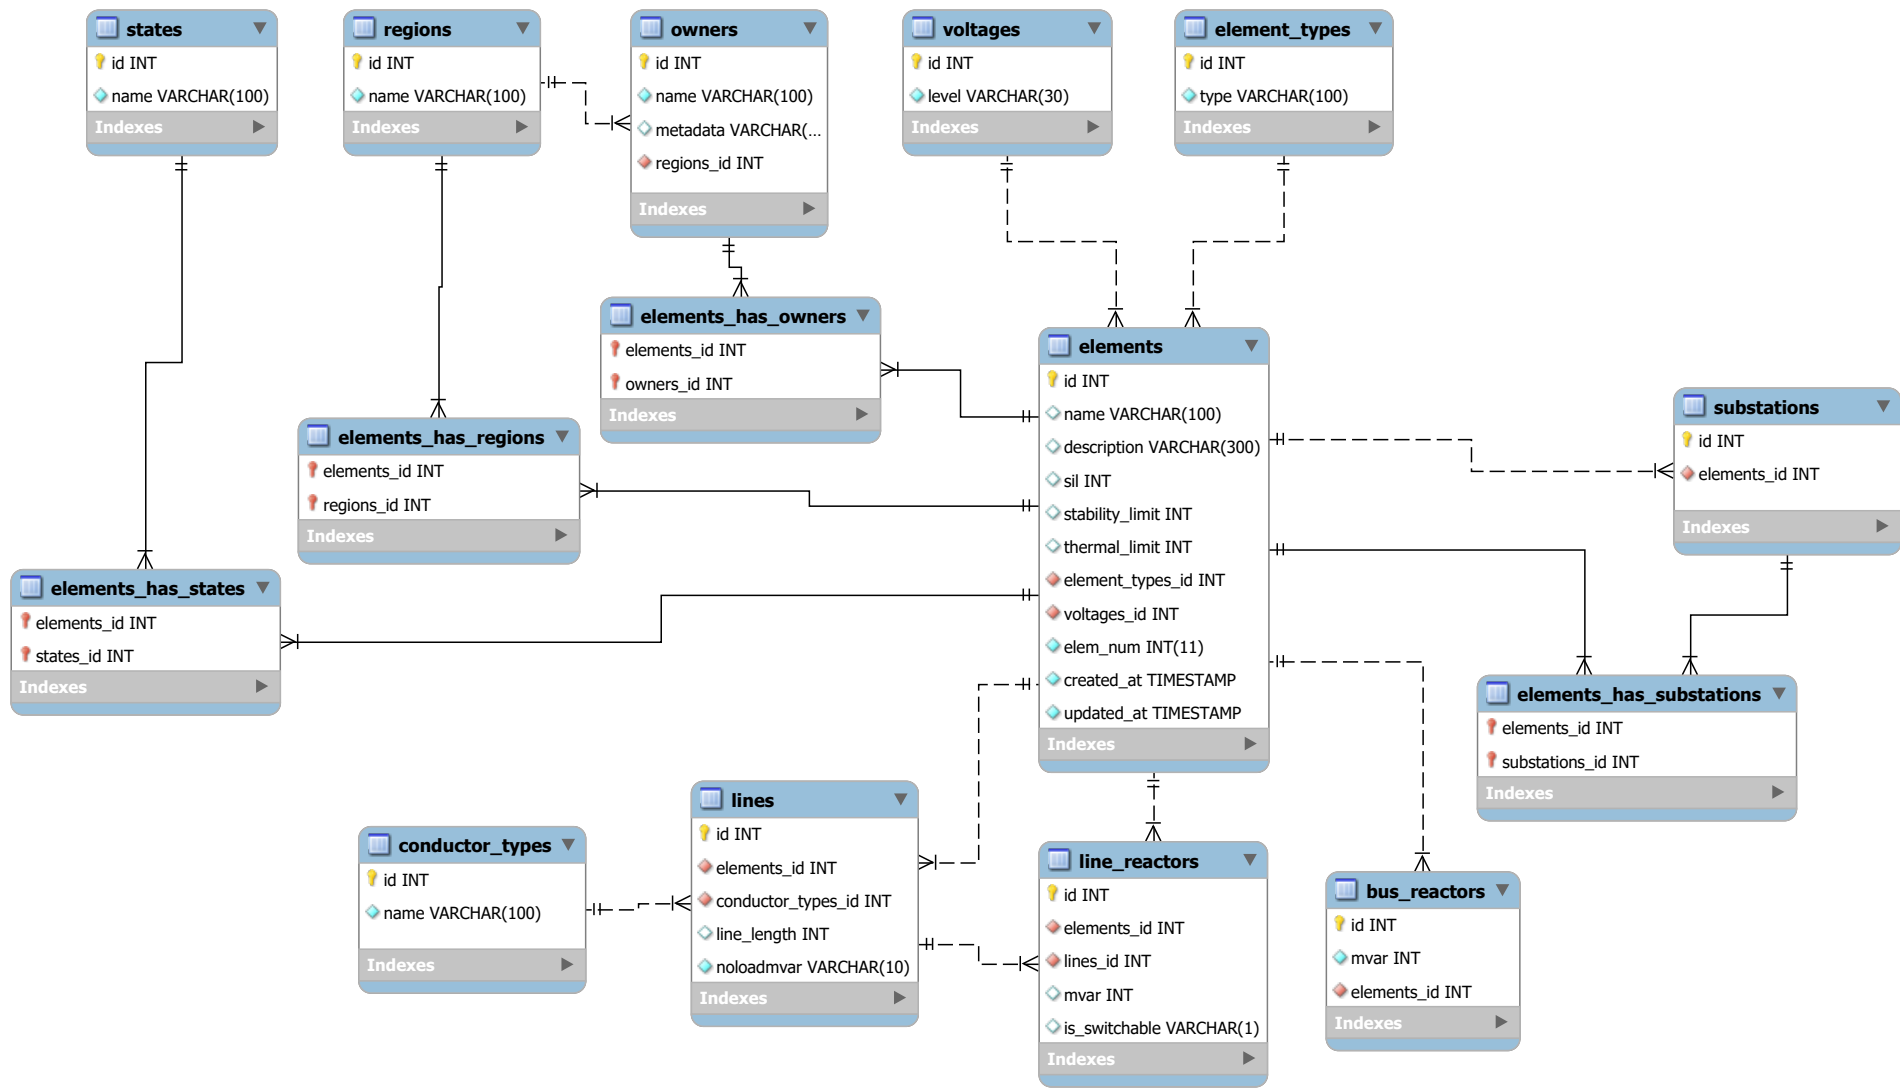 states
id INT
name VARCHAR(100)
Indexes
regions
id INT
name VARCHAR(100)
Indexes
owners
id INT
name VARCHAR(100)
metadata VARCHAR(...
regions_id INT
Indexes
voltages
id INT
level VARCHAR(30)
Indexes
element_types
id INT
type VARCHAR(100)
Indexes
elements_has_owners
elements_id INT
owners_id INT
Indexes
elements
id INT
name VARCHAR(100)
description VARCHAR(300)
sil INT
stability_limit INT
thermal_limit INT
element_types_id INT
voltages_id INT
elem_num INT(11)
created_at TIMESTAMP
updated_at TIMESTAMP
Indexes
substations
id INT
elements_id INT
Indexes
elements_has_regions
elements_id INT
regions_id INT
Indexes
elements_has_states
elements_id INT
states_id INT
Indexes
elements_has_substations
elements_id INT
substations_id INT
Indexes
lines
id INT
elements_id INT
conductor_types_id INT
line_length INT
noloadmvar VARCHAR(10)
Indexes
conductor_types
id INT
name VARCHAR(100)
Indexes
line_reactors
id INT
elements_id INT
lines_id INT
mvar INT
is_switchable VARCHAR(1)
Indexes
bus_reactors
id INT
mvar INT
elements_id INT
Indexes